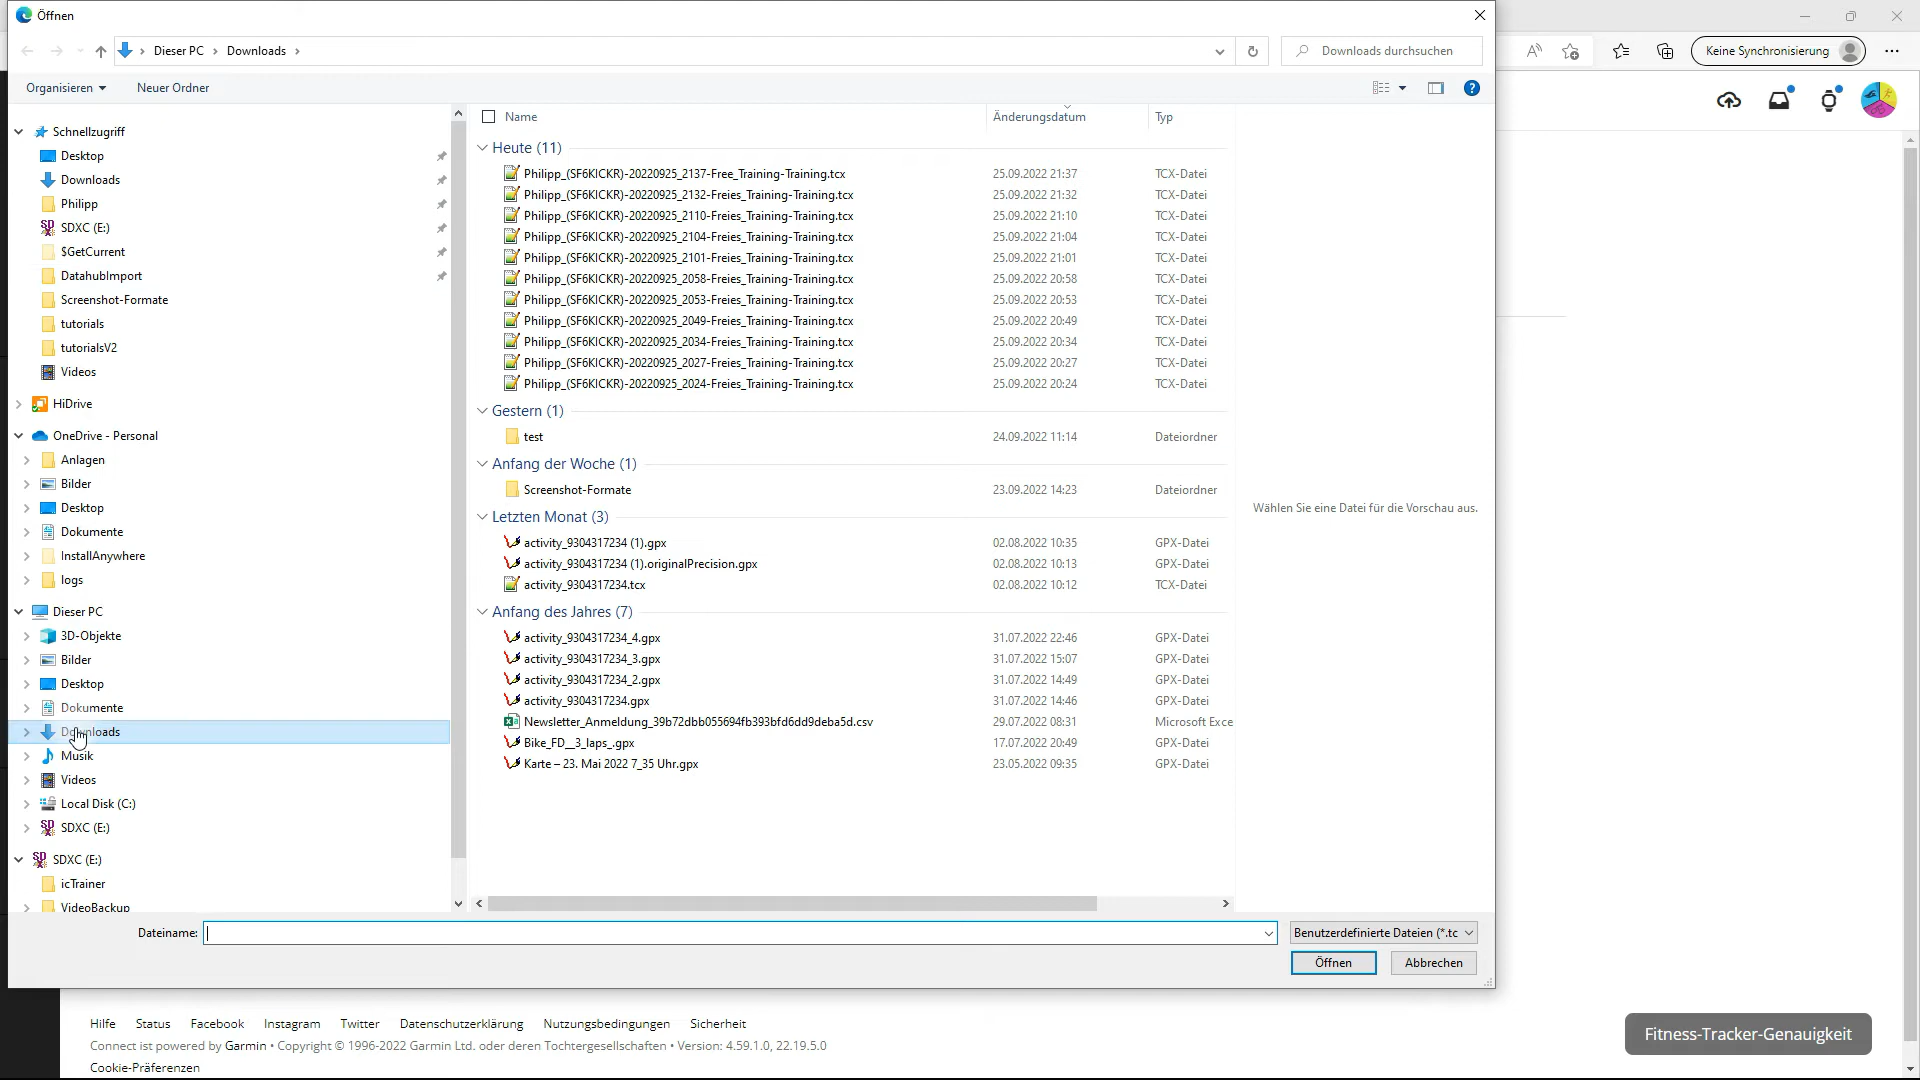 Öffnen
Dieser PC > Downloads >
Downloads durchsuchen
Keine Synchronisierung
Organisieren
Neuer Ordner
Schnellzugriff
Desktop
Downloads
Philipp
SDXC (E:)
$GetCurrent
DatahubImport
Screenshot-Formate
tutorials
tutorialsV2
Videos
HiDrive
OneDrive - Personal
Anlagen
Bilder
Desktop
Dokumente
InstallAnywhere
logs
Dieser PC
3D-Objekte
Bilder
Desktop
Dokumente
Downloads
Musik
Videos
Local Disk (C:)
SDXC (E:)
SDXC (E:)
icTrainer
VideoBackup
Name Änderungsdatum Typ
Heute (11)
Philipp_(SF6KICKR)-20220925_2137-Free_Training-Training.tcx 25.09.2022 21:37 TCX-Datei
Philipp_(SF6KICKR)-20220925_2132-Freies_Training-Training.tcx 25.09.2022 21:32 TCX-Datei
Philipp_(SF6KICKR)-20220925_2110-Freies_Training-Training.tcx 25.09.2022 21:10 TCX-Datei
Philipp_(SF6KICKR)-20220925_2104-Freies_Training-Training.tcx 25.09.2022 21:04 TCX-Datei
Philipp_(SF6KICKR)-20220925_2101-Freies_Training-Training.tcx 25.09.2022 21:01 TCX-Datei
Philipp_(SF6KICKR)-20220925_2058-Freies_Training-Training.tcx 25.09.2022 20:58 TCX-Datei
Philipp_(SF6KICKR)-20220925_2053-Freies_Training-Training.tcx 25.09.2022 20:53 TCX-Datei
Philipp_(SF6KICKR)-20220925_2049-Freies_Training-Training.tcx 25.09.2022 20:49 TCX-Datei
Philipp_(SF6KICKR)-20220925_2034-Freies_Training-Training.tcx 25.09.2022 20:34 TCX-Datei
Philipp_(SF6KICKR)-20220925_2027-Freies_Training-Training.tcx 25.09.2022 20:27 TCX-Datei
Philipp_(SF6KICKR)-20220925_2024-Freies_Training-Training.tcx 25.09.2022 20:24 TCX-Datei
Gestern (1)
test 24.09.2022 11:14 Dateiordner
Anfang der Woche (1)
Screenshot-Formate 23.09.2022 14:23 Dateiordner
Letzten Monat (3)
activity_9304317234 (1).gpx 02.08.2022 10:35 GPX-Datei
activity_9304317234 (1).originalPrecision.gpx 02.08.2022 10:13 GPX-Datei
activity_9304317234.tcx 02.08.2022 10:12 TCX-Datei
Anfang des Jahres (7)
activity_9304317234_4.gpx 31.07.2022 22:46 GPX-Datei
activity_9304317234_3.gpx 31.07.2022 15:07 GPX-Datei
activity_9304317234_2.gpx 31.07.2022 14:49 GPX-Datei
activity_9304317234.gpx 31.07.2022 14:46 GPX-Datei
Newsletter_Anmeldung_39b72dbb055694fb393bfd6dd9deba5d.csv 29.07.2022 08:31 Microsoft Exce
Bike_FD__3_laps_.gpx 17.07.2022 20:49 GPX-Datei
Karte – 23. Mai 2022 7_35 Uhr.gpx 23.05.2022 09:35 GPX-Datei
Wählen Sie eine Datei für die Vorschau aus.
Dateiname:
Benutzerdefinierte Dateien (*.tc
Öffnen Abbrechen
Hilfe Status Facebook Instagram Twitter Datenschutzerklärung Nutzungsbedingungen Sicherheit
Connect ist powered by Garmin • Copyright © 1996-2022 Garmin Ltd. oder deren Tochtergesellschaften • Version: 4.59.1.0, 22.19.5.0
Cookie-Präferenzen
Fitness-Tracker-Genauigkeit